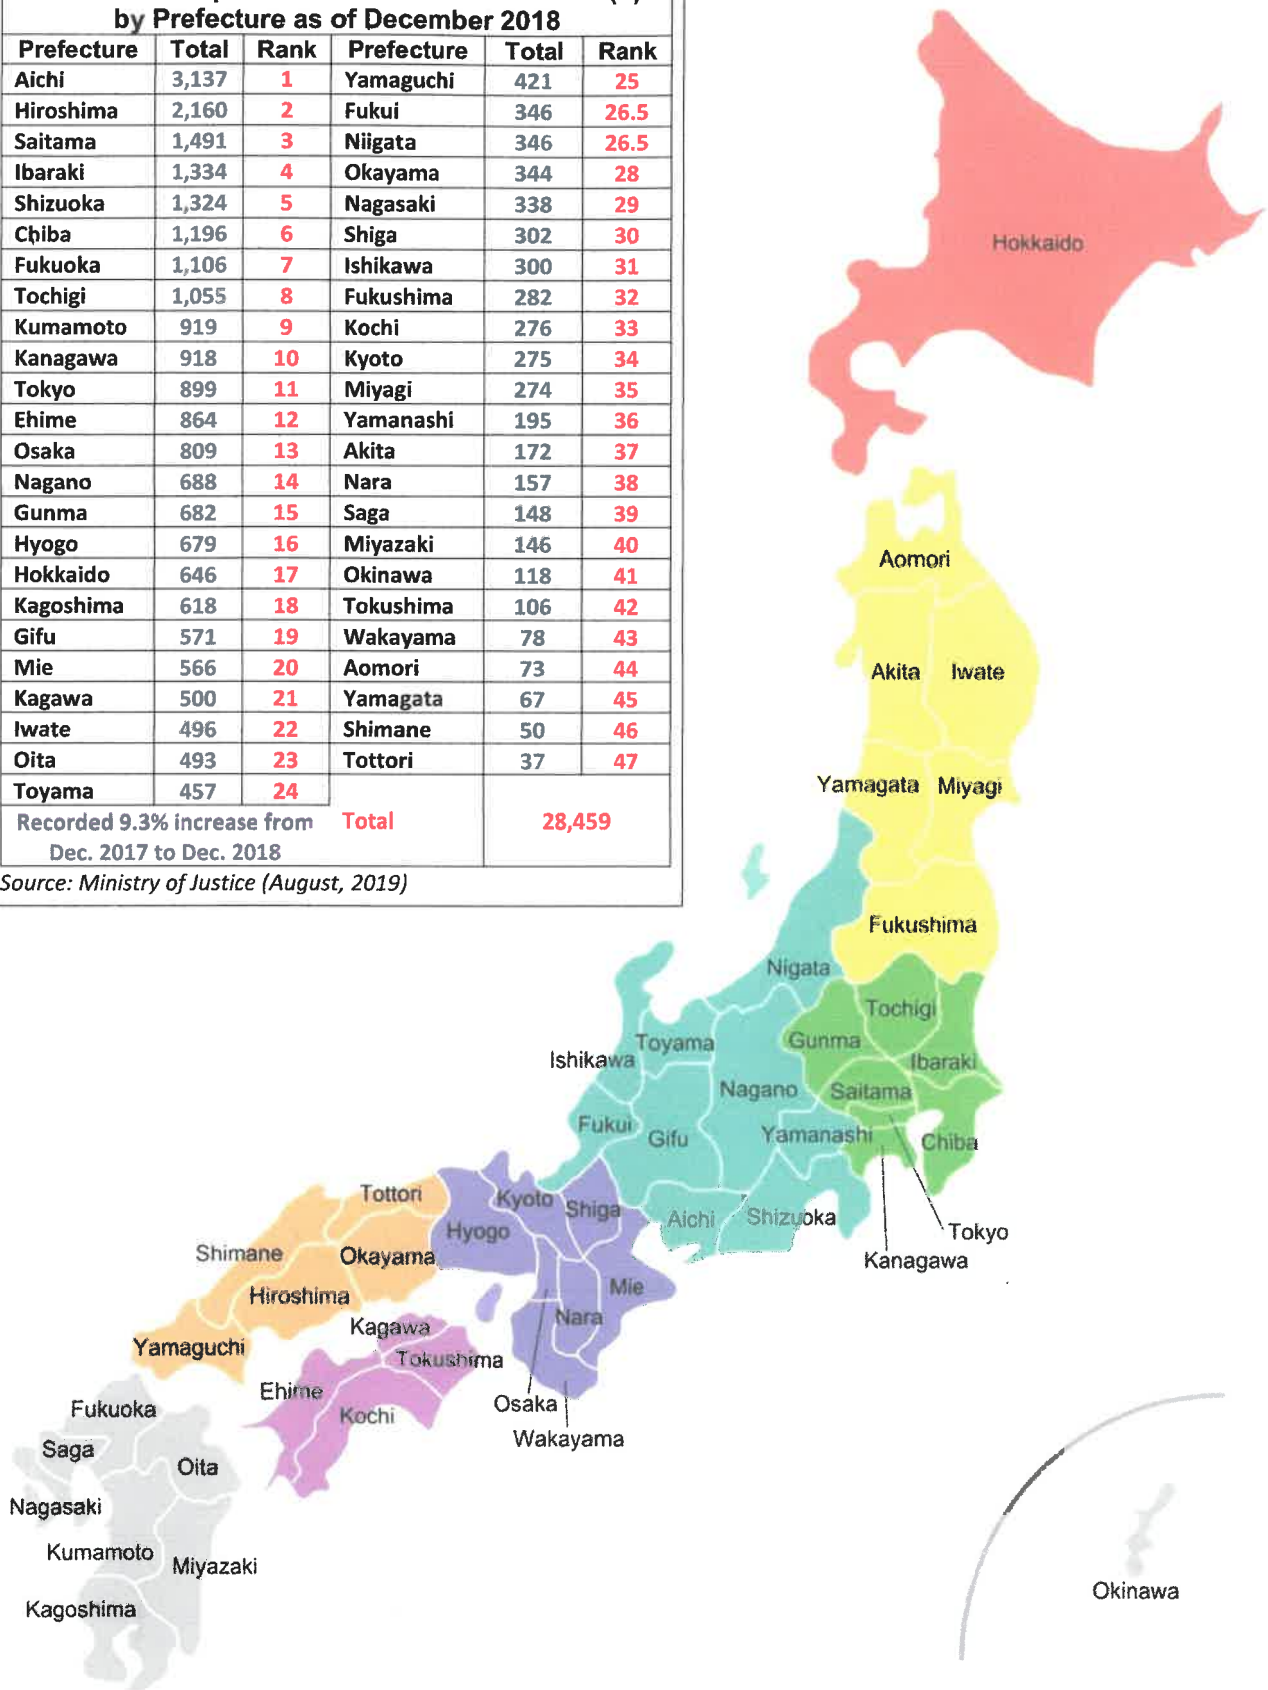 by Prefecture as of December 2018
Prefecture Total Rank Prefecture Total Rank
Aichi 3,137 1 Yamaguchi 421 25
Hiroshima 2,160 2 Fukui 346 26.5
Saitama 1,491 3 Niigata 346 26.5
Ibaraki 1,334 4 Okayama 344 28
Shizuoka 1,324 5 Nagasaki 338 29
Chiba 1,196 6 Shiga 302 30
Fukuoka 1,106 7 Ishikawa 300 31
Tochigi 1,055 8 Fukushima 282 32
Kumamoto 919 9 Kochi 276 33
Kanagawa 918 10 Kyoto 275 34
Tokyo 899 11 Miyagi 274 35
Ehime 864 12 Yamanashi 195 36
Osaka 809 13 Akita 172 37
Nagano 688 14 Nara 157 38
Gunma 682 15 Saga 148 39
Hyogo 679 16 Miyazaki 146 40
Hokkaido 646 17 Okinawa 118 41
Kagoshima 618 18 Tokushima 106 42
Gifu 571 19 Wakayama 78 43
Mie 566 20 Aomori 73 44
Kagawa 500 21 Yamagata 67 45
Iwate 496 22 Shimane 50 46
Oita 493 23 Tottori 37 47
Toyama 457 24
Recorded 9.3% increase from Total 28,459
Dec. 2017 to Dec. 2018
Source: Ministry of Justice (August, 2019)
Hokkaido
Aomori
Akita Iwate
Yamagata Miyagi
Fukushima
Nigata
Tochigi
Gunma
Toyama
Ishikawa
Ibaraki
Nagano
Saitama
Fukui
Gifu
Yamanashi
Chiba
Tottori
Kyoto
Shiga
Aichi
Shizuoka
Hyogo
Tokyo
Shimane
Okayama
Kanagawa
Mie
Hiroshima
Nara
Kagawa
Yamaguchi
Tokushima
Ehime
Osaka
Fukuoka
Kochi
Wakayama
Saga
Oita
Nagasaki
Kumamoto
Miyazaki
Okinawa
Kagoshima